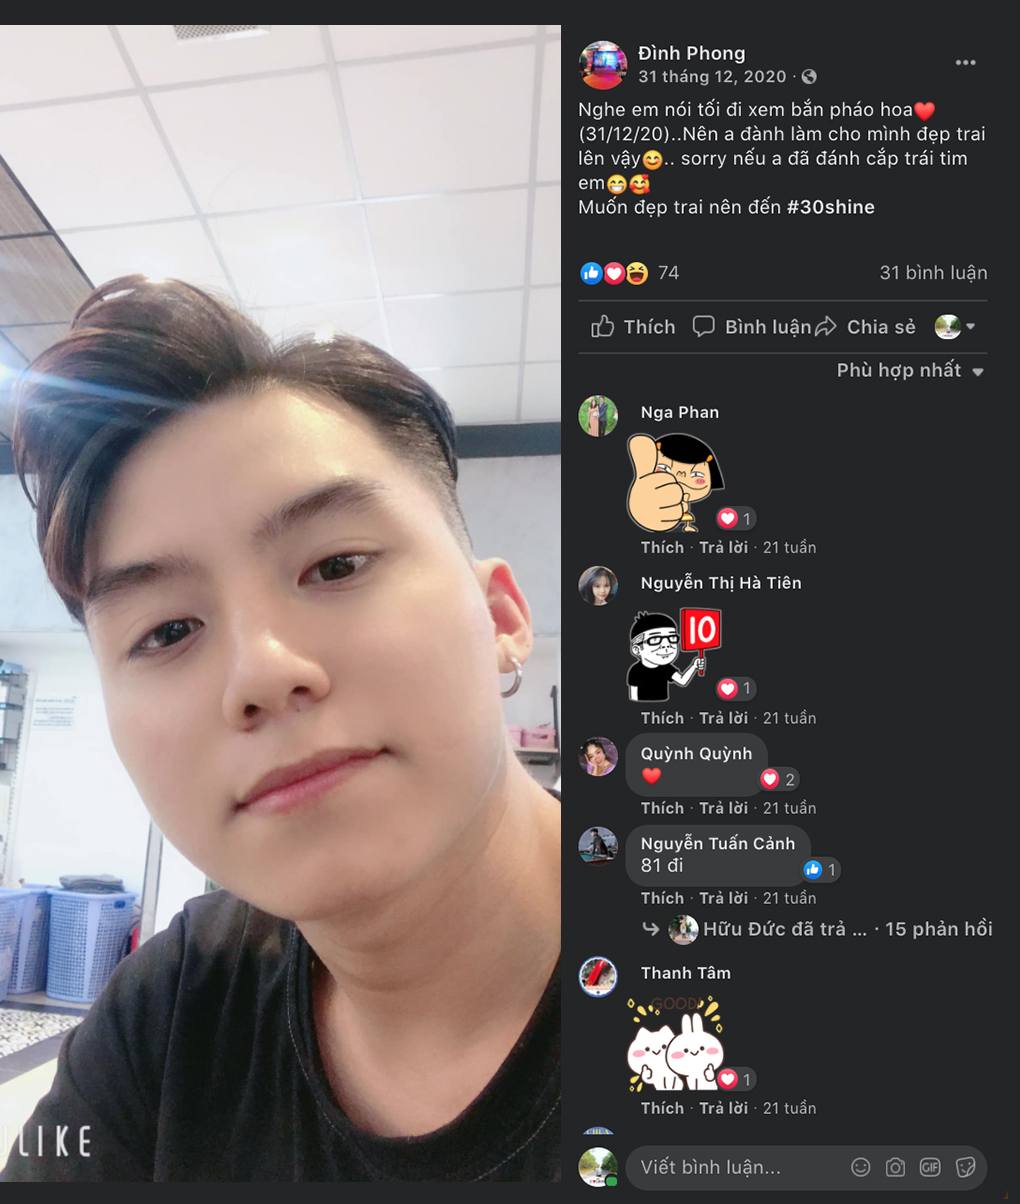 Đình Phong
31 tháng 12, 2020 ·
Nghe em nói tối đi xem bắn pháo hoa❤️
(31/12/20)..Nên a đành làm cho mình đẹp trai
lên vậy😊.. sorry nếu a đã đánh cắp trái tim
em😁🥰
Muốn đẹp trai nên đến #30shine
74
31 bình luận
Thích
Bình luận
Chia sẻ
Phù hợp nhất
Nga Phan
1
Thích · Trả lời · 21 tuần
Nguyễn Thị Hà Tiên
10
1
Thích · Trả lời · 21 tuần
Quỳnh Quỳnh
❤️
2
Thích · Trả lời · 21 tuần
Nguyễn Tuấn Cảnh
81 đi
1
Thích · Trả lời · 21 tuần
Hữu Đức đã trả ... · 15 phản hồi
Thanh Tâm
GOOD!
1
Thích · Trả lời · 21 tuần
Viết bình luận...
GIF
LIKE